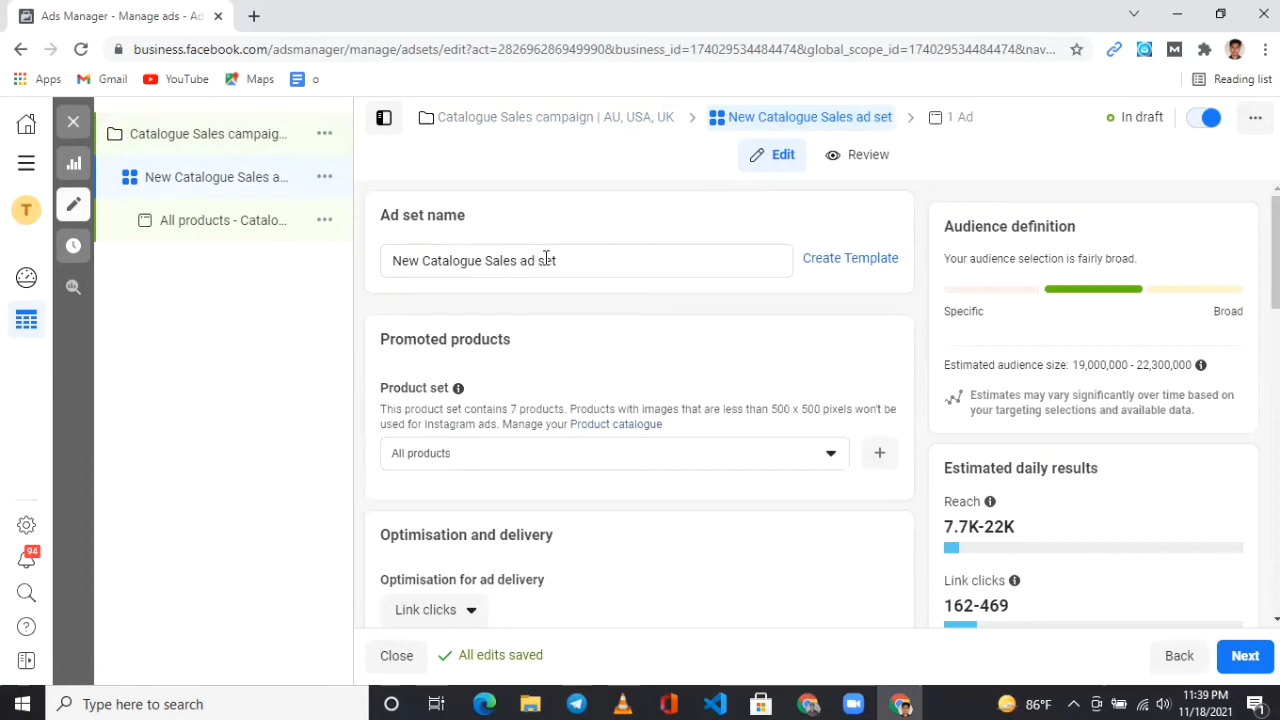 Ads Manager - Manage ads - Ad
business.facebook.com/adsmanager/manage/adsets/edit?act=282696286949990&business_id=1740295344844748&global_scope_id=1740295344844748&nav...
Apps
Gmail
YouTube
Maps
o
Reading list
Catalogue Sales campaig...
Catalogue Sales campaign | AU, USA, UK
New Catalogue Sales ad set
1 Ad
In draft
Edit
Review
New Catalogue Sales a...
All products - Catalo...
T
94
Ad set name
New Catalogue Sales ad set
Create Template
Promoted products
Product set
This product set contains 7 products. Products with images that are less than 500 x 500 pixels won't be
used for Instagram ads. Manage your Product catalogue
All products
Optimisation and delivery
Optimisation for ad delivery
Link clicks
Audience definition
Your audience selection is fairly broad.
Specific
Broad
Estimated audience size: 19,000,000 - 22,300,000
Estimates may vary significantly over time based on
your targeting selections and available data.
Estimated daily results
Reach
7.7K-22K
Link clicks
162-469
Close
All edits saved
Back
Next
Type here to search
86°F
11:39 PM
11/18/2021
1